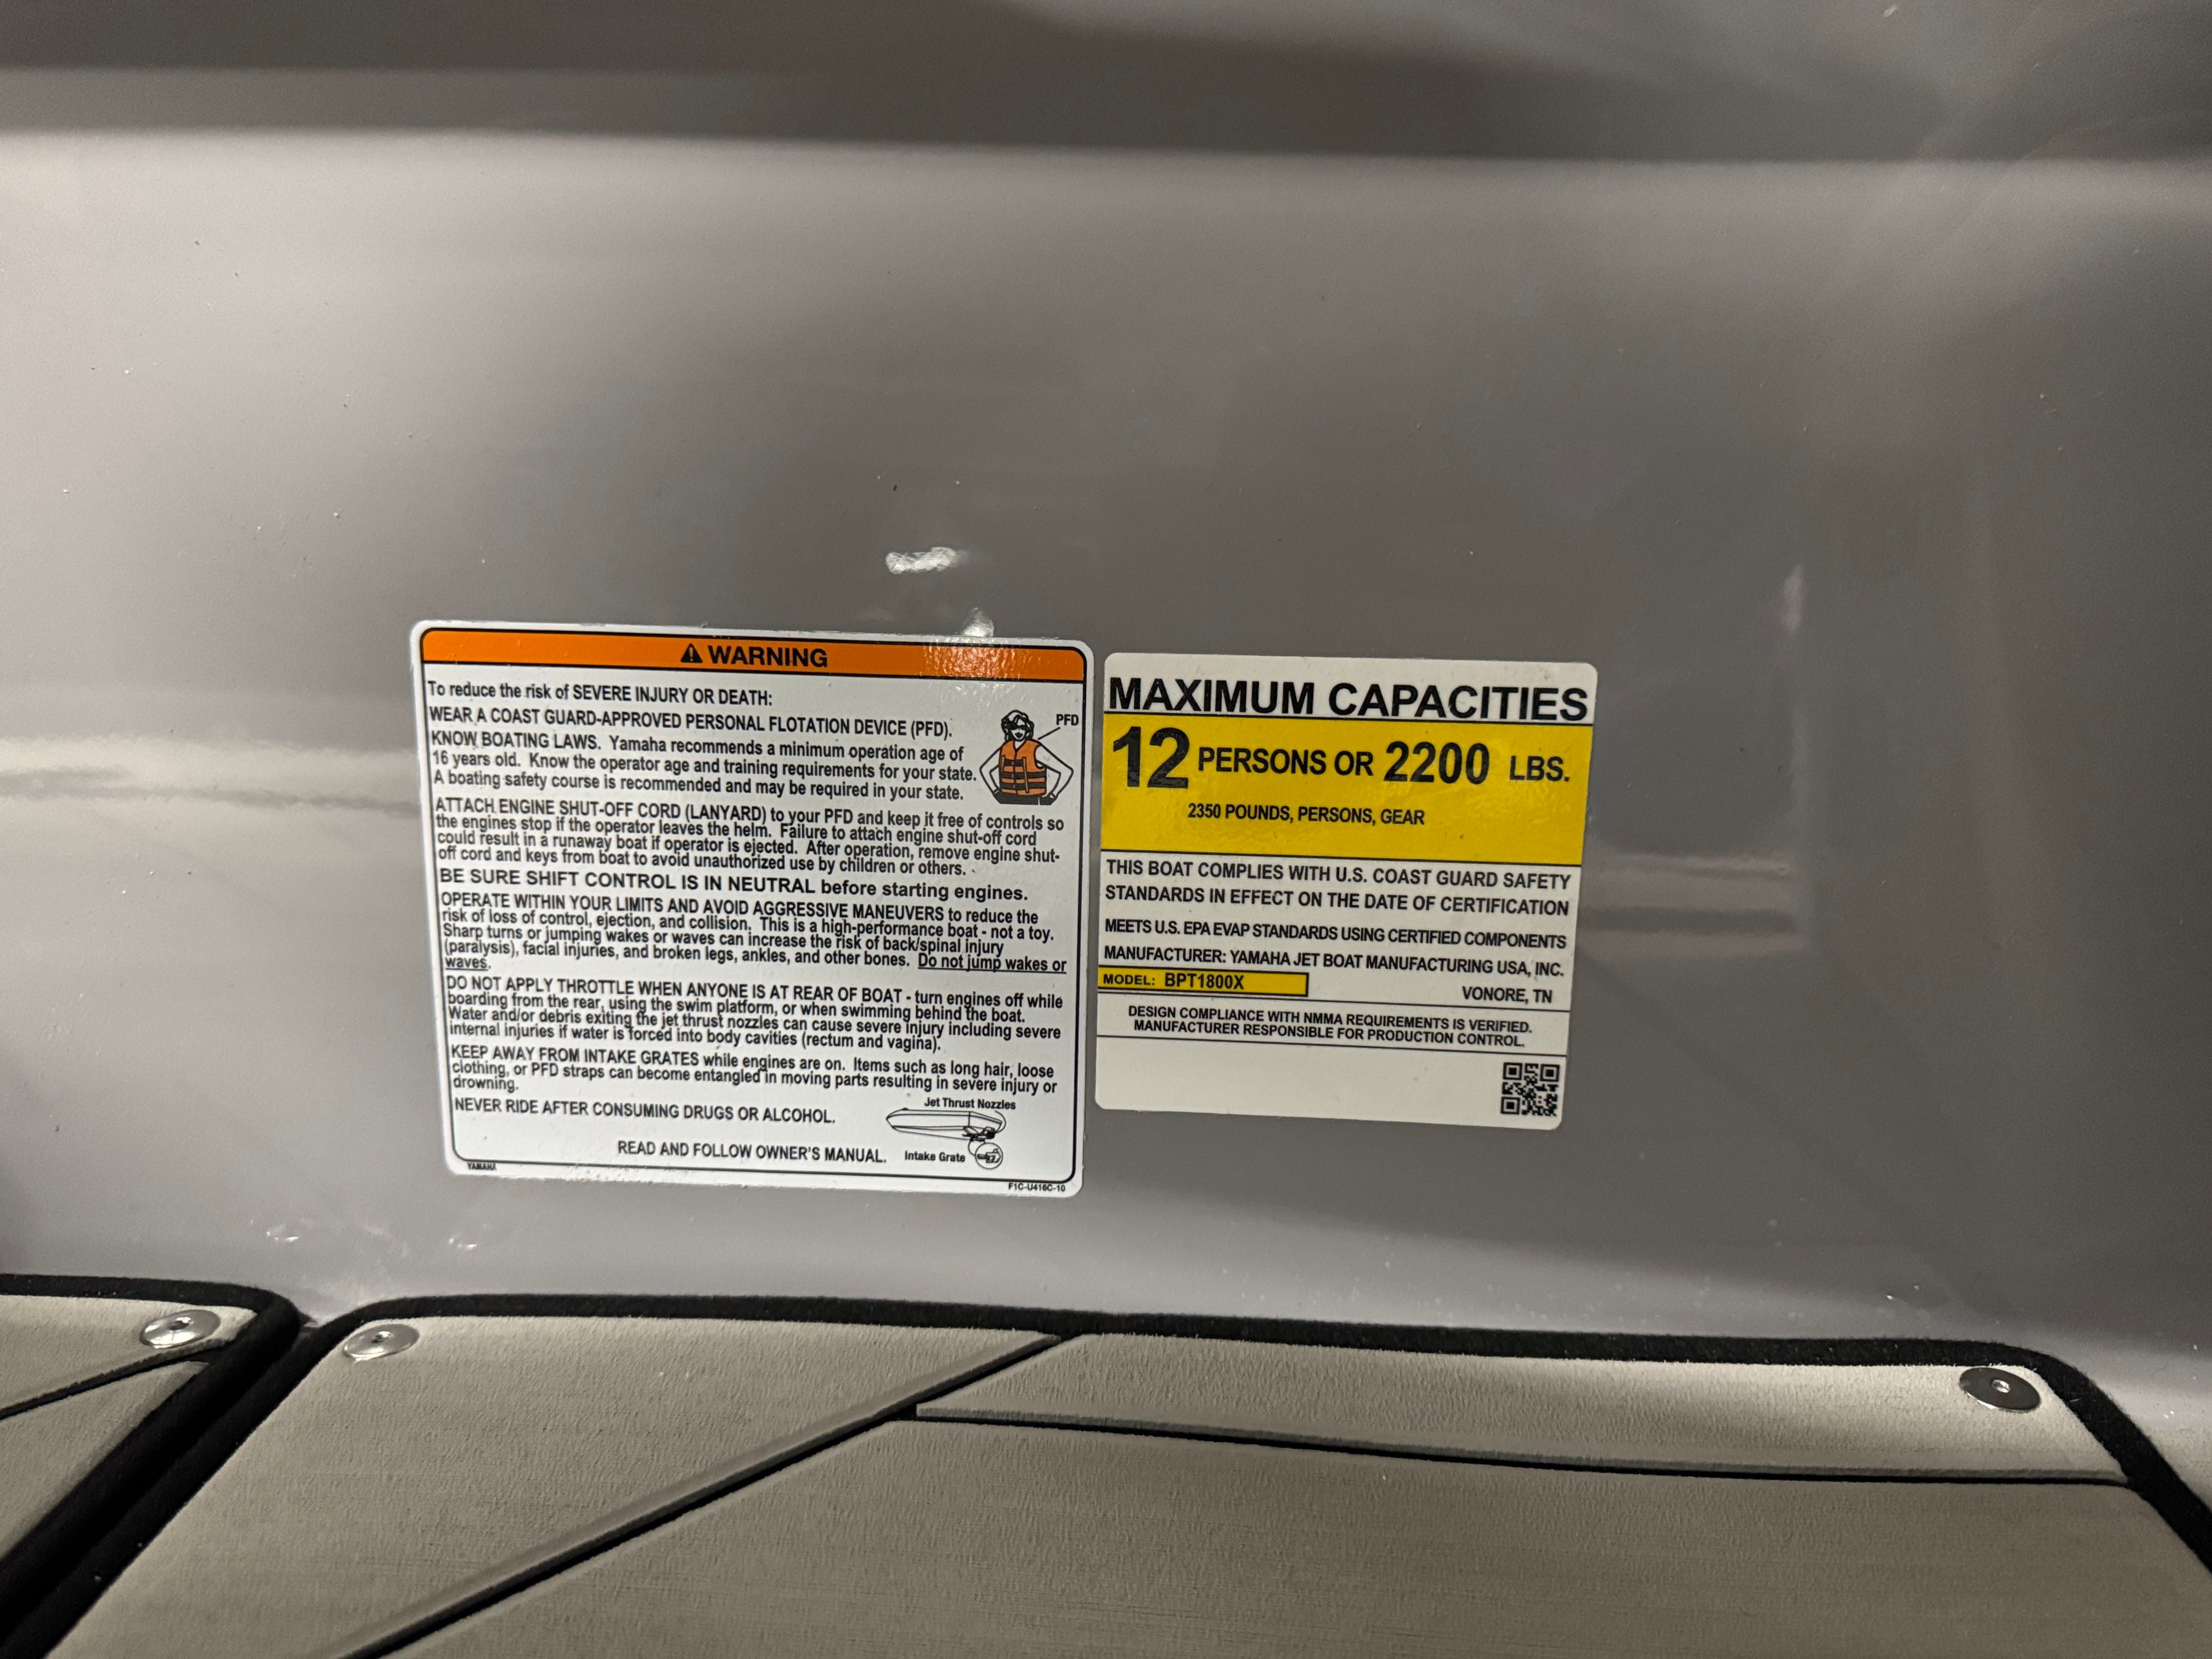 WARNING
To reduce the risk of SEVERE INJURY OR DEATH:
WEAR A COAST GUARD-APPROVED PERSONAL FLOTATION DEVICE (PFD).
PFD
KNOW BOATING LAWS. Yamaha recommends a minimum operation age of
16 years old. Know the operator age and training requirements for your state.
A boating safety course is recommended and may be required in your state.
ATTACH ENGINE SHUT-OFF CORD (LANYARD) to your PFD and keep it free of controls so
the engines stop if the operator leaves the helm. Failure to attach engine shut-off cord
could result in a runaway boat if operator is ejected. After operation, remove engine shut-
off cord and keys from boat to avoid unauthorized use by children or others.
BE SURE SHIFT CONTROL IS IN NEUTRAL before starting engines.
OPERATE WITHIN YOUR LIMITS AND AVOID AGGRESSIVE MANEUVERS to reduce the
risk of loss of control, ejection, and collision. This is a high-performance boat - not a toy.
Sharp turns or jumping wakes or waves can increase the risk of back/spinal injury
(paralysis), facial injuries, and broken legs, ankles, and other bones. Do not jump wakes or
waves.
DO NOT APPLY THROTTLE WHEN ANYONE IS AT REAR OF BOAT - turn engines off while
boarding from the rear, using the swim platform, or when swimming behind the boat.
Water and/or debris exiting the jet thrust nozzles can cause severe injury including severe
internal injuries if water is forced into body cavities (rectum and vagina).
KEEP AWAY FROM INTAKE GRATES while engines are on. Items such as long hair, loose
clothing, or PFD straps can become entangled in moving parts resulting in severe injury or
drowning.
NEVER RIDE AFTER CONSUMING DRUGS OR ALCOHOL.
Jet Thrust Nozzles
READ AND FOLLOW OWNER'S MANUAL.
Intake Grate
YAMAHA
F1C-U416C-10
MAXIMUM CAPACITIES
12 PERSONS OR 2200 LBS.
2350 POUNDS, PERSONS, GEAR
THIS BOAT COMPLIES WITH U.S. COAST GUARD SAFETY
STANDARDS IN EFFECT ON THE DATE OF CERTIFICATION
MEETS U.S. EPA EVAP STANDARDS USING CERTIFIED COMPONENTS
MANUFACTURER: YAMAHA JET BOAT MANUFACTURING USA, INC.
MODEL: BPT1800X
VONORE, TN
DESIGN COMPLIANCE WITH NMMA REQUIREMENTS IS VERIFIED.
MANUFACTURER RESPONSIBLE FOR PRODUCTION CONTROL.